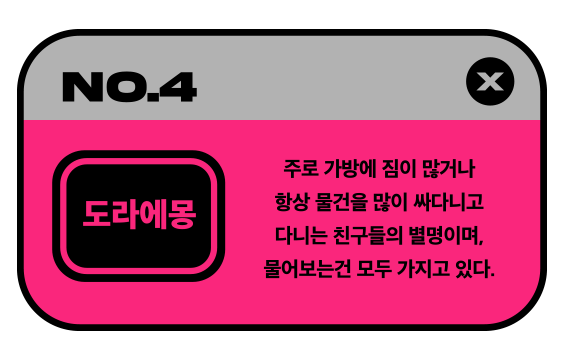 NO.4
X
도라에몽
주로 가방에 짐이 많거나
항상 물건을 많이 싸다니고
다니는 친구들의 별명이며,
물어보는건 모두 가지고 있다.